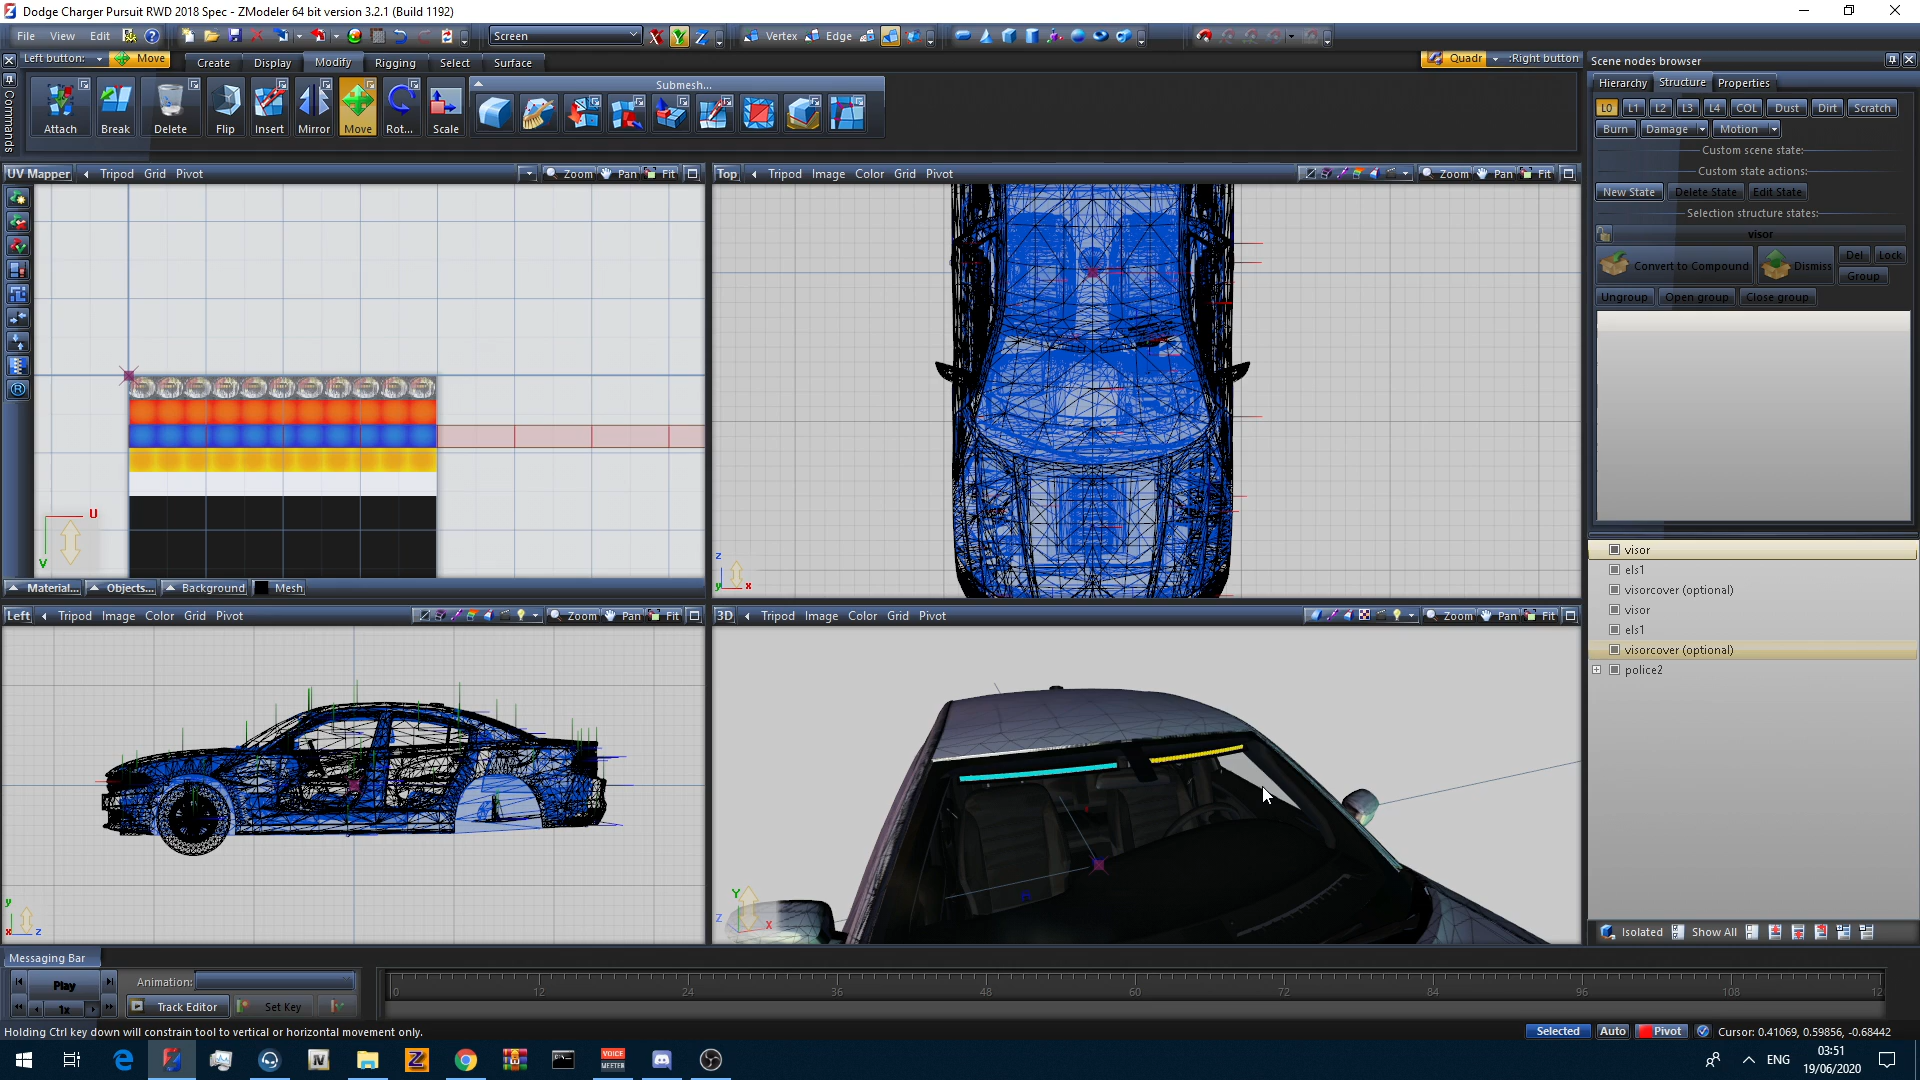 Dodge Charger Pursuit RWD 2018 Spec - ZModeler 64 bit version 3.2.1 (Build 1192)
File View Edit Screen X Y Z Vertex Edge
Left button: Move Create Display Modify Rigging Select Surface Quadr :Right button
Commands
Attach Break Delete Flip Insert Mirror Move Rot... Scale
Submesh...
Scene nodes browser
Hierarchy Structure Properties
L0 L1 L2 L3 L4 COL Dust Dirt Scratch
Burn Damage Motion
Custom scene state:
Custom state actions:
New State Delete State Edit State
Selection structure states:
visor
Convert to Compound Dismiss Del Lock
Group
Ungroup Open group Close group
visor
els1
visorcover (optional)
visor
els1
visorcover (optional)
police2
Isolated Show All
UV Mapper Tripod Grid Pivot Zoom Pan Fit
U
V
Material... Objects... Background Mesh
Top Tripod Image Color Grid Pivot Zoom Pan Fit
z
y x
Left Tripod Image Color Grid Pivot Zoom Pan Fit
y
x z
3D Tripod Image Color Grid Pivot Zoom Pan Fit
Y
Z X
Messaging Bar
Play Animation:
1x Track Editor Set Key
0 12 24 36 48 60 72 84 96 108 12
Holding Ctrl key down will constrain tool to vertical or horizontal movement only.
Selected Auto Pivot Cursor: 0.41069, 0.59856, -0.68442
VOICE
MEETER
ENG
03:51
19/06/2020